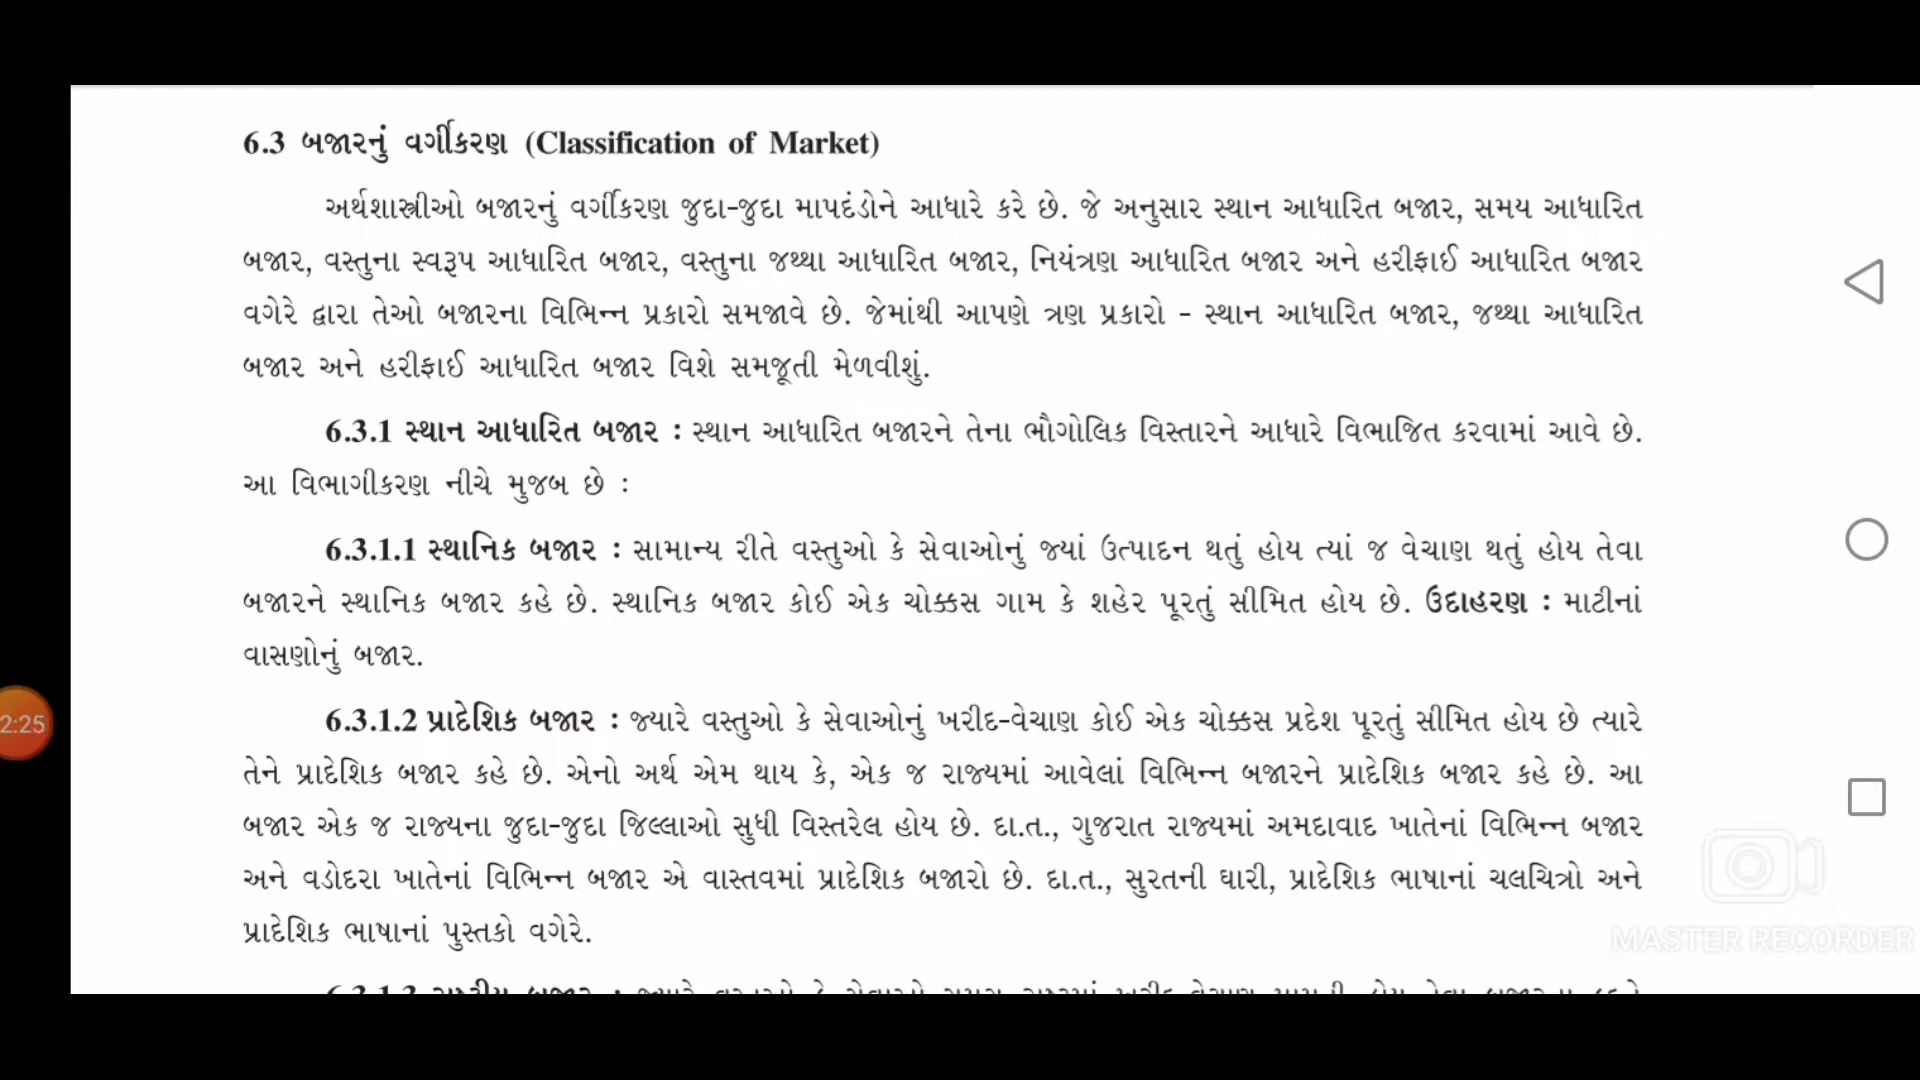 6.3 બજારનું વર્ગીકરણ (Classification of Market)
અર્થશાસ્ત્રીઓ બજારનું વર્ગીકરણ જુદા-જુદા માપદંડોને આધારે કરે છે. જે અનુસાર સ્થાન આધારિત બજાર, સમય આધારિત
બજાર, વસ્તુના સ્વરૂપ આધારિત બજાર, વસ્તુના જથ્થા આધારિત બજાર, નિયંત્રણ આધારિત બજાર અને હરીફાઈ આધારિત બજાર
વગેરે દ્વારા તેઓ બજારના વિભિન્ન પ્રકારો સમજાવે છે. જેમાંથી આપણે ત્રણ પ્રકારો - સ્થાન આધારિત બજાર, જથ્થા આધારિત
બજાર અને હરીફાઈ આધારિત બજાર વિશે સમજૂતી મેળવીશું.
6.3.1 સ્થાન આધારિત બજાર : સ્થાન આધારિત બજારને તેના ભૌગોલિક વિસ્તારને આધારે વિભાજિત કરવામાં આવે છે.
આ વિભાગીકરણ નીચે મુજબ છે :
6.3.1.1 સ્થાનિક બજાર : સામાન્ય રીતે વસ્તુઓ કે સેવાઓનું જ્યાં ઉત્પાદન થતું હોય ત્યાં જ વેચાણ થતું હોય તેવા
બજારને સ્થાનિક બજાર કહે છે. સ્થાનિક બજાર કોઈ એક ચોક્કસ ગામ કે શહેર પૂરતું સીમિત હોય છે. ઉદાહરણ : માટીનાં
વાસણોનું બજાર.
6.3.1.2 પ્રાદેશિક બજાર : જ્યારે વસ્તુઓ કે સેવાઓનું ખરીદ-વેચાણ કોઈ એક ચોક્કસ પ્રદેશ પૂરતું સીમિત હોય છે ત્યારે
તેને પ્રાદેશિક બજાર કહે છે. એનો અર્થ એમ થાય કે, એક જ રાજ્યમાં આવેલાં વિભિન્ન બજારને પ્રાદેશિક બજાર કહે છે. આ
બજાર એક જ રાજ્યના જુદા-જુદા જિલ્લાઓ સુધી વિસ્તરેલ હોય છે. દા.ત., ગુજરાત રાજ્યમાં અમદાવાદ ખાતેનાં વિભિન્ન બજાર
અને વડોદરા ખાતેનાં વિભિન્ન બજાર એ વાસ્તવમાં પ્રાદેશિક બજારો છે. દા.ત., સુરતની ઘારી, પ્રાદેશિક ભાષાનાં ચલચિત્રો અને
પ્રાદેશિક ભાષાનાં પુસ્તકો વગેરે.
2:25
MASTER RECORDER